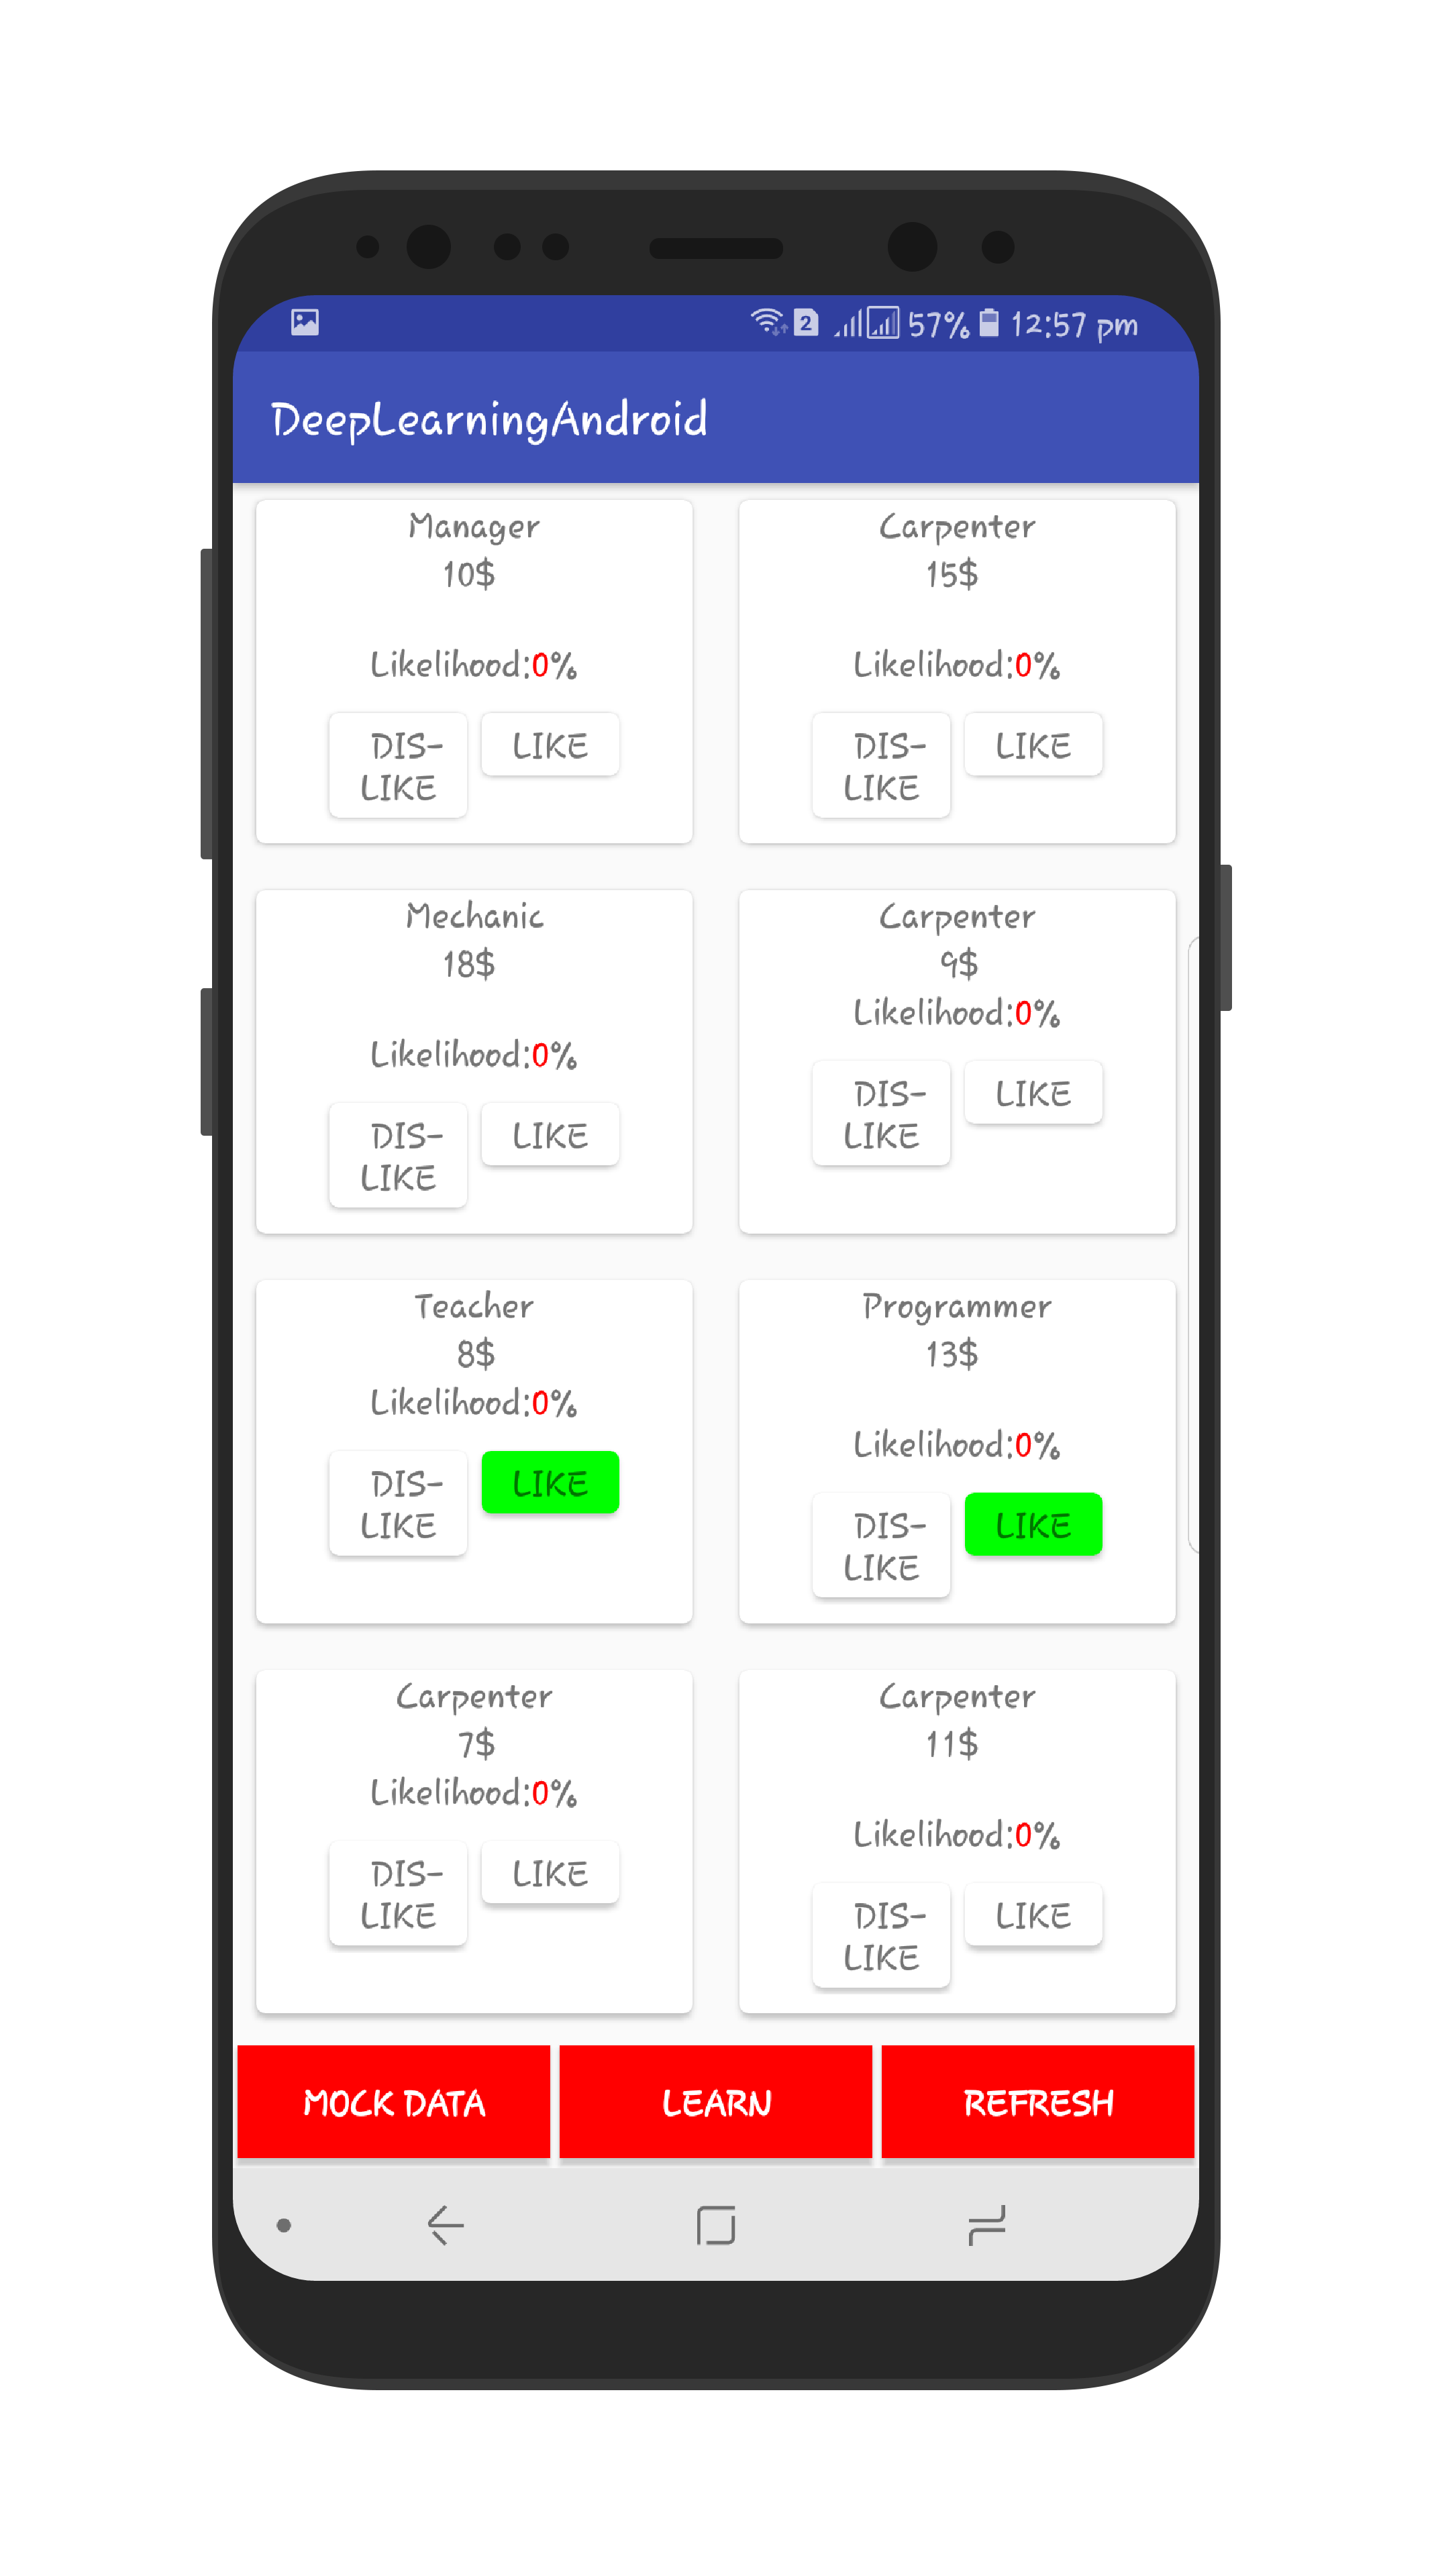 2 57% 12:57 pm
DeepLearningAndroid
Manager
10$
Likelihood:0%
DIS-
LIKE
LIKE
Carpenter
15$
Likelihood:0%
DIS-
LIKE
LIKE
Mechanic
18$
Likelihood:0%
DIS-
LIKE
LIKE
Carpenter
9$
Likelihood:0%
DIS-
LIKE
LIKE
Teacher
8$
Likelihood:0%
DIS-
LIKE
LIKE
Programmer
13$
Likelihood:0%
DIS-
LIKE
LIKE
Carpenter
7$
Likelihood:0%
DIS-
LIKE
LIKE
Carpenter
11$
Likelihood:0%
DIS-
LIKE
LIKE
MOCK DATA
LEARN
REFRESH